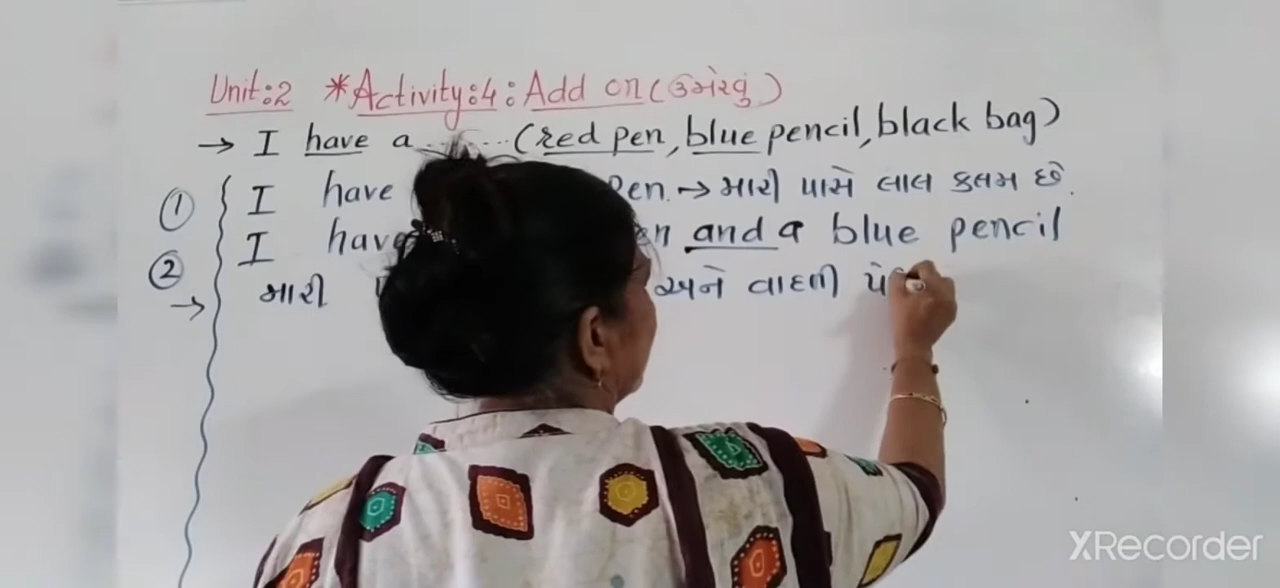 Unit:2 *Activity:4: Add on (ઉમેરવું)
→ I have a ........ (red pen, blue pencil, black bag)
① I have pen. → મારી પાસે લાલ કલમ છે.
② I have and a blue pencil
→ મારી અને વાદળી
XRecorder